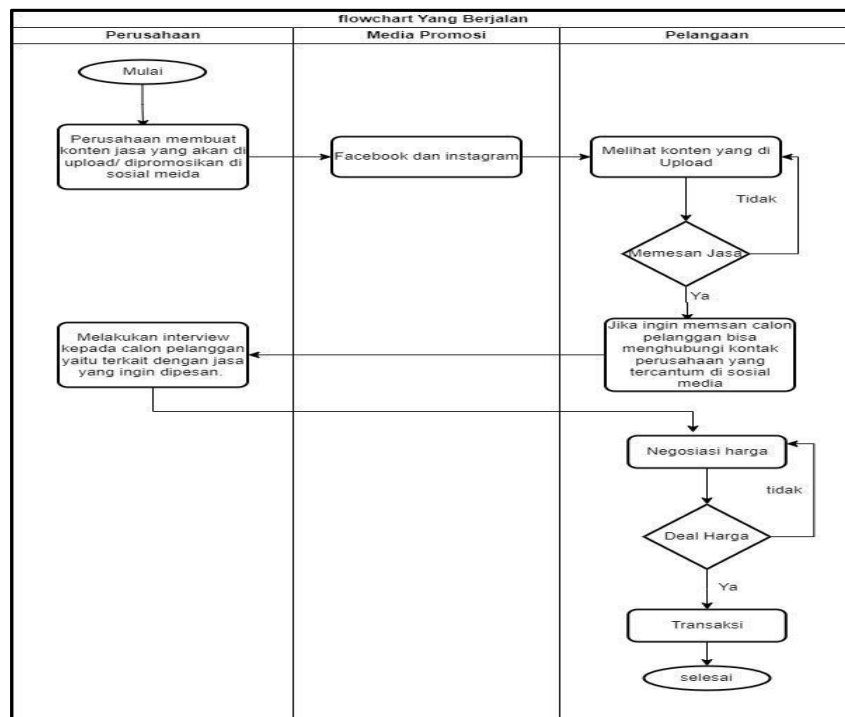 flowchart Yang Berjalan
Perusahaan
Media Promosi
Pelangaan
Mulai
Perusahaan membuat
konten jasa yang akan di
upload/ dipromosikan di
sosial meida
Facebook dan instagram
Melihat konten yang di
Upload
Tidak
Memesan Jasa
Ya
Jika ingin memsan calon
pelanggan bisa
menghubungi kontak
perusahaan yang
tercantum di sosial
media
Melakukan interview
kepada calon pelanggan
yaitu terkait dengan jasa
yang ingin dipesan.
Negosiasi harga
tidak
Deal Harga
Ya
Transaksi
selesai